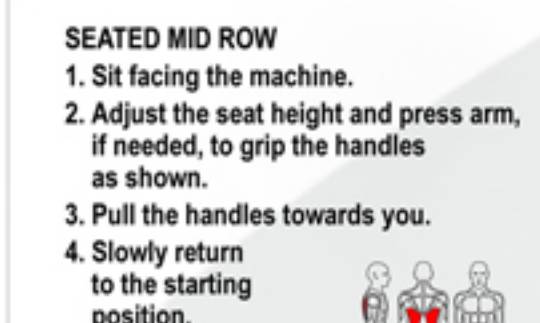 SEATED MID ROW
1. Sit facing the machine.
2. Adjust the seat height and press arm,
if needed, to grip the handles
as shown.
3. Pull the handles towards you.
4. Slowly return
to the starting
position.